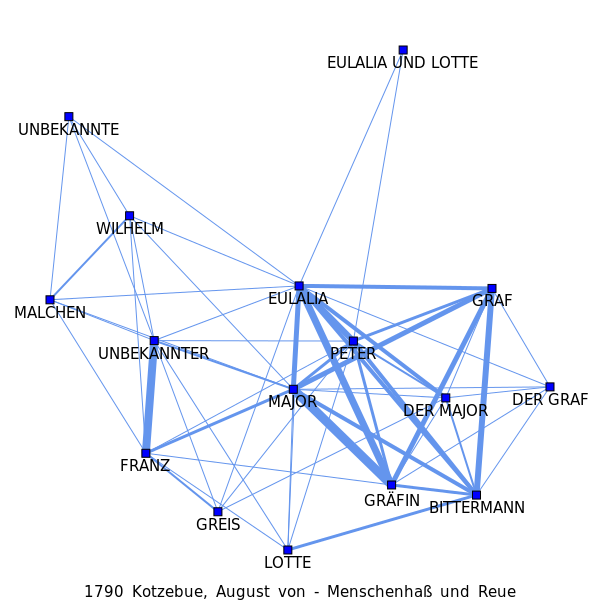 EULALIA UND LOTTE
UNBEKANNTE
WILHELM
EULALIA
GRAF
MALCHEN
UNBEKANNTER
PETER
MAJOR
DER MAJOR
DER GRAF
FRANZ
GRÄFIN
BITTERMANN
GREIS
LOTTE
1790 Kotzebue, August von - Menschenhaß und Reue